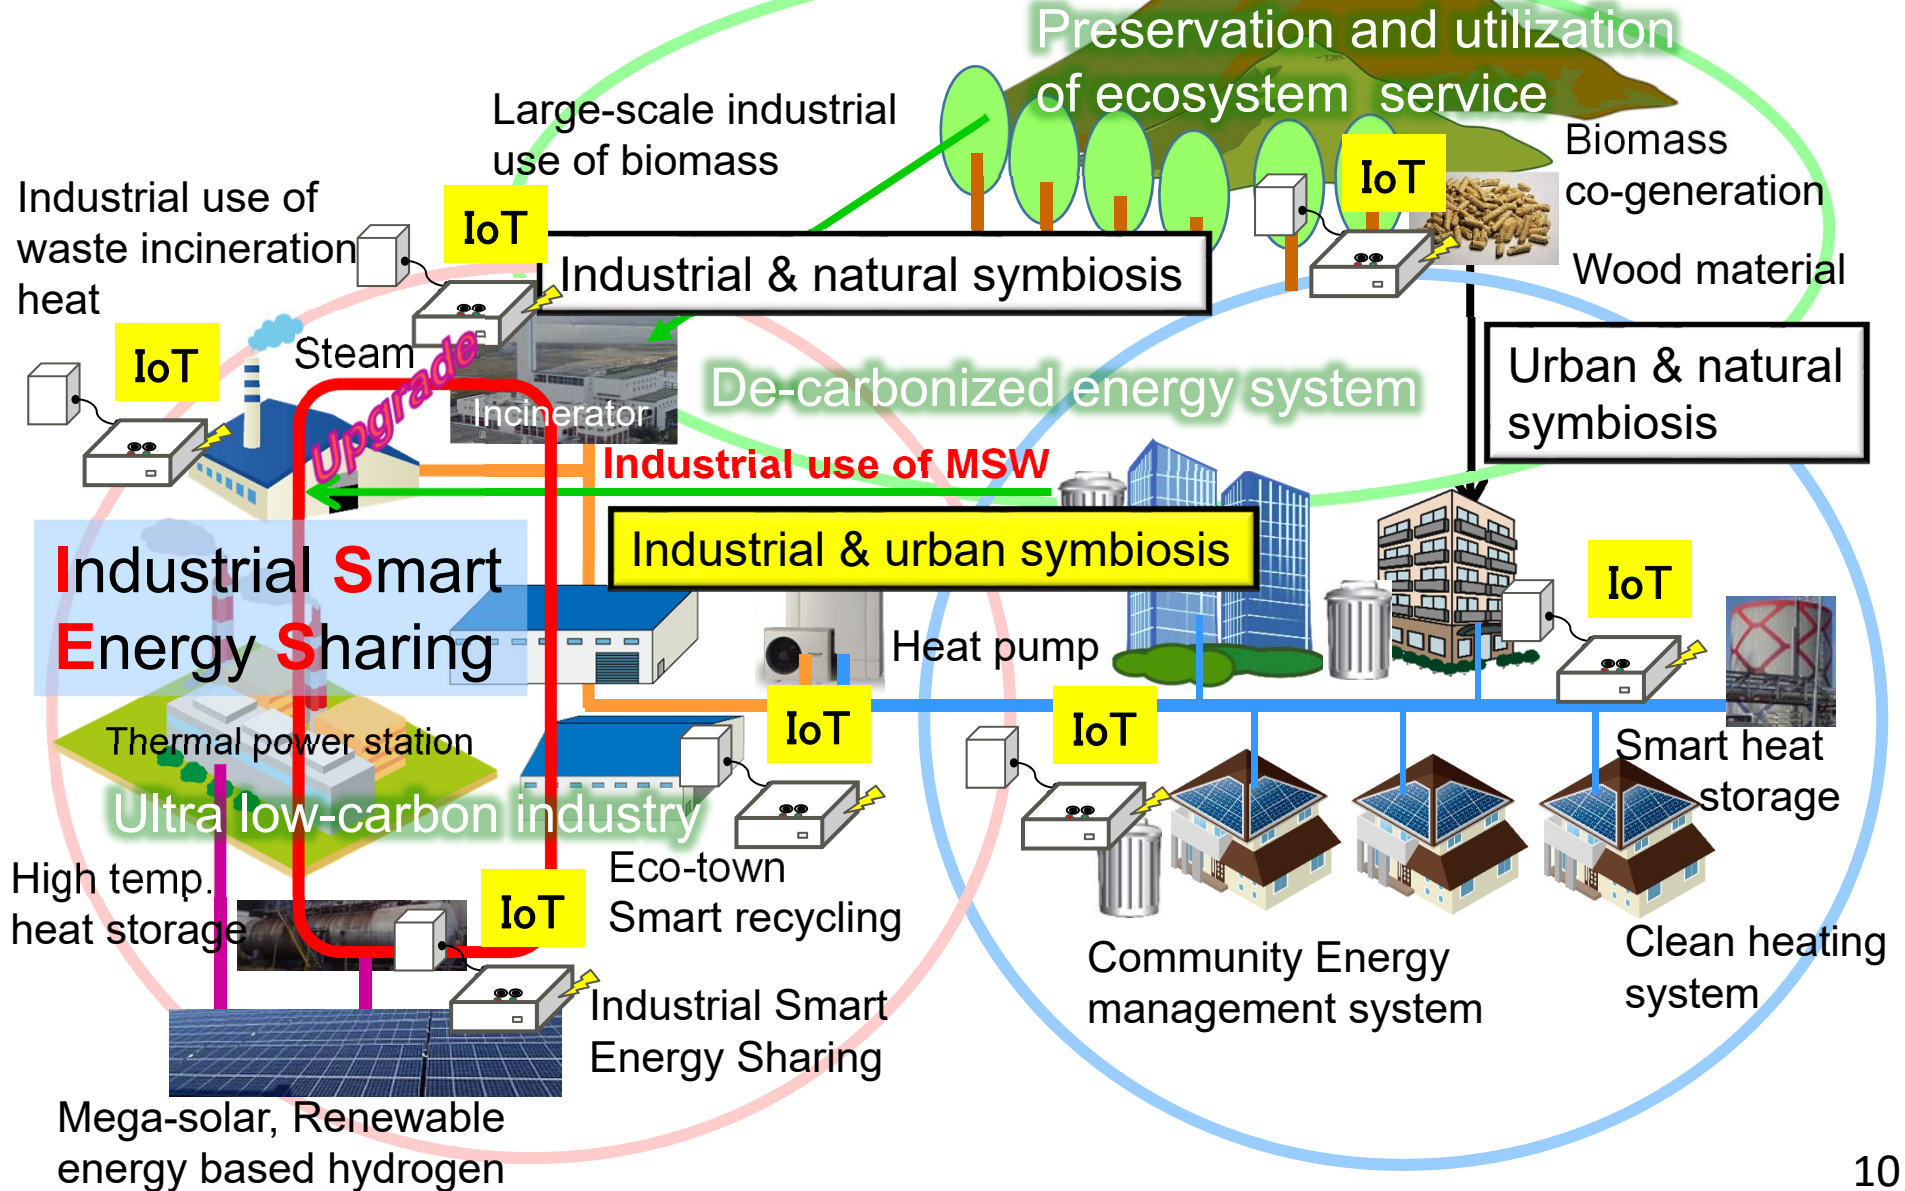 Preservation and utilization
of ecosystem service
Large-scale industrial
use of biomass
Biomass
co-generation
IoT
Industrial use of
waste incineration
heat
IoT
Industrial & natural symbiosis
Wood material
IoT
Steam
Upgrade
Incinerator
De-carbonized energy system
Urban & natural
symbiosis
Industrial use of MSW
Industrial & urban symbiosis
Industrial Smart
Energy Sharing
IoT
Heat pump
Thermal power station
IoT
IoT
Smart heat
storage
Ultra low-carbon industry
High temp.
heat storage
IoT
Eco-town
Smart recycling
Community Energy
management system
Clean heating
system
Industrial Smart
Energy Sharing
Mega-solar, Renewable
energy based hydrogen
10